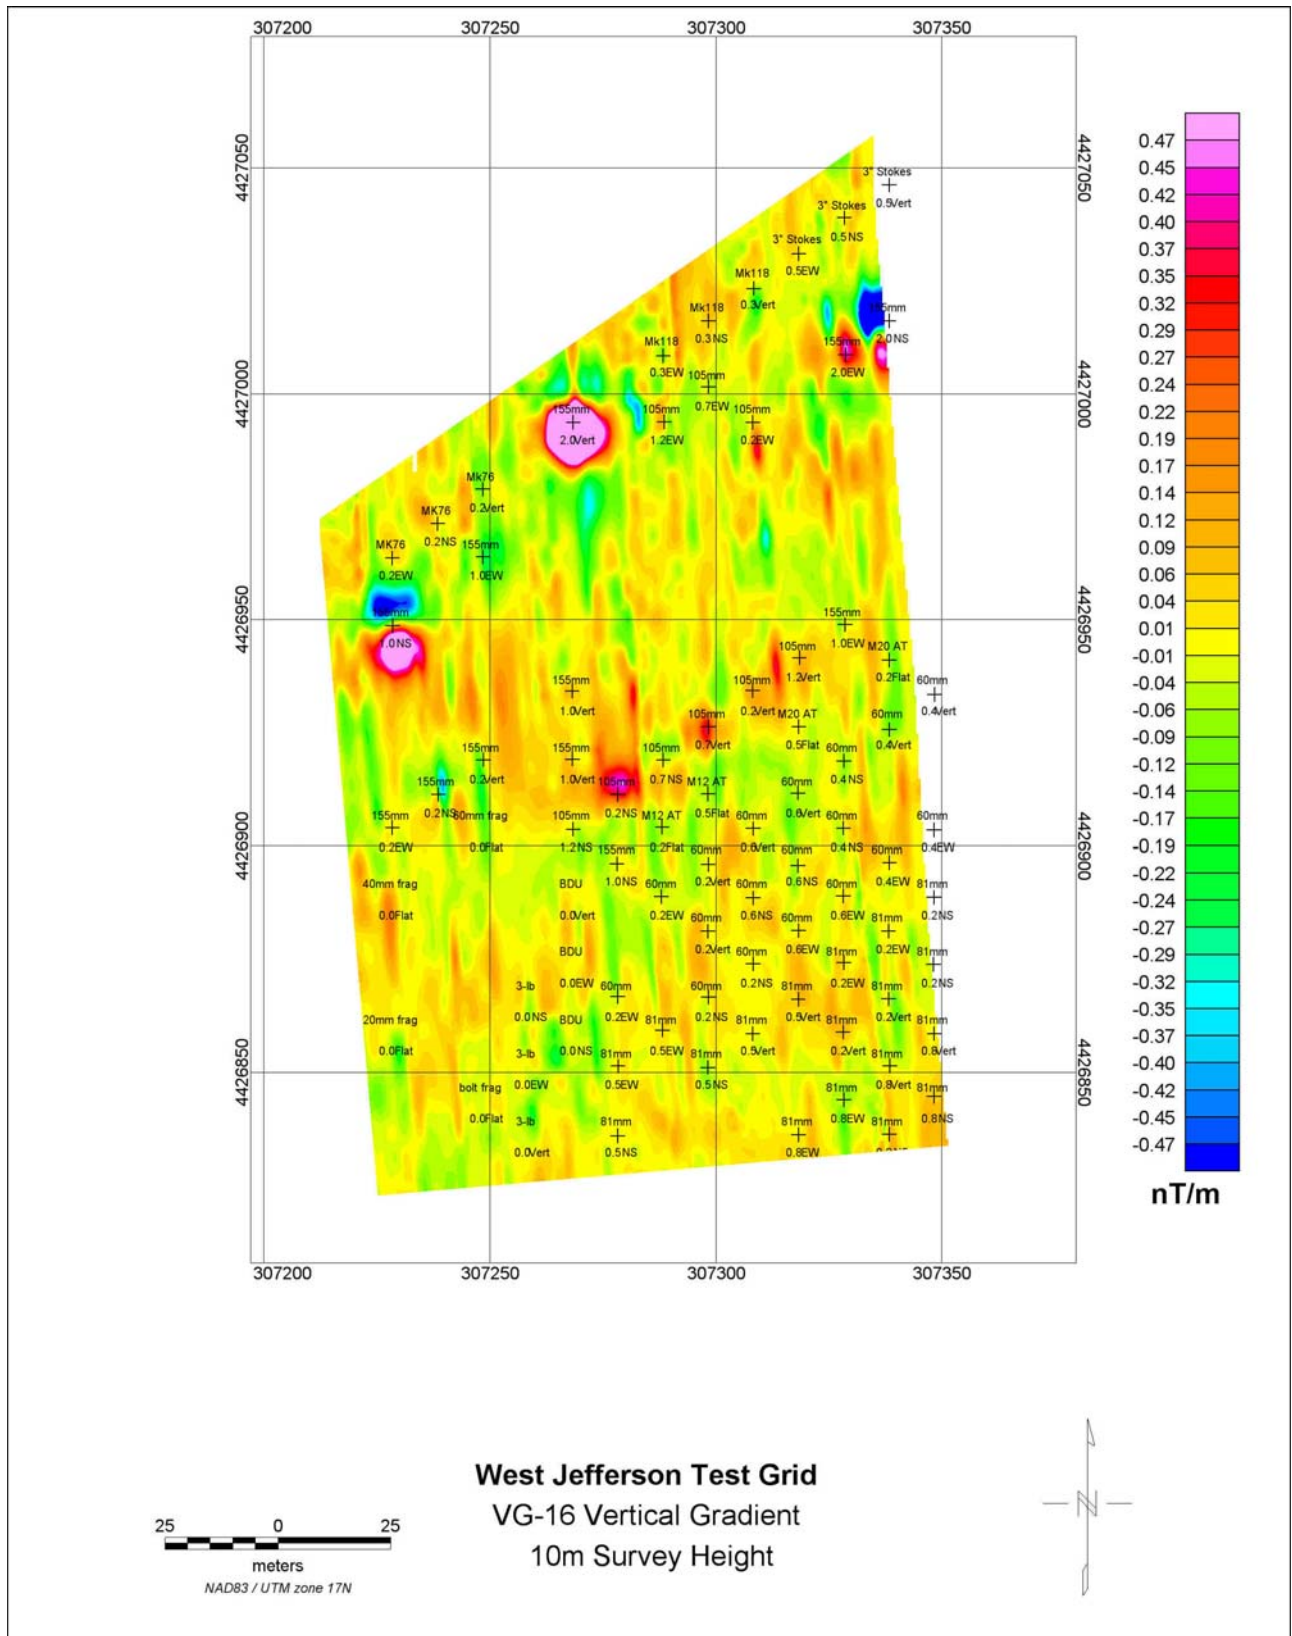 307200 307250 307300 307350
4427050 4427050
3" Stokes
0.5Vert
3" Stokes
0.5NS
3" Stokes
0.5EW
Mk118
0.3Vert
Mk118
0.3NS
Mk118
0.3EW
2.0NS
155mm
2.0EW
105mm
0.7EW
4427000 4427000
155mm
2.0Vert
105mm
1.2EW
105mm
0.2EW
Mk76
0.2Vert
MK76
0.2NS
MK76
0.2EW
155mm
1.0EW
4426950 4426950
1.0NS
155mm
1.0EW
105mm
1.2Vert
M20 AT
0.2Flat
155mm
1.0Vert
105mm
0.2Vert
60mm
0.4Vert
105mm
0.7Vert
M20 AT
0.5Flat
60mm
0.4Vert
155mm
0.2Vert
155mm
1.0Vert
105mm
0.7NS
60mm
0.4NS
155mm
0.2NS
105mm
0.2NS
M12 AT
0.5Flat
60mm
0.6Vert
155mm
0.2EW
60mm frag
0.0Flat
105mm
1.2NS
M12 AT
0.2Flat
60mm
0.6Vert
60mm
0.4NS
60mm
0.4EW
4426900 4426900
155mm
1.0NS
60mm
0.2Vert
60mm
0.6NS
60mm
0.4EW
40mm frag
0.0Flat
BDU
0.0Vert
60mm
0.2EW
60mm
0.6NS
60mm
0.6EW
81mm
0.2NS
60mm
0.2Vert
60mm
0.6EW
81mm
0.2EW
BDU
0.0EW
60mm
0.2NS
81mm
0.2EW
81mm
0.2NS
3-lb
0.0NS
60mm
0.2EW
60mm
0.2NS
81mm
0.5Vert
81mm
0.2Vert
20mm frag
0.0Flat
BDU
0.0NS
81mm
0.5EW
81mm
0.5Vert
81mm
0.2Vert
81mm
0.8Vert
3-lb
0.0EW
81mm
0.5EW
81mm
0.5NS
81mm
0.8Vert
4426850 4426850
bolt frag
0.0Flat
81mm
0.8EW
81mm
0.8NS
3-lb
0.0Vert
81mm
0.5NS
81mm
0.8EW
81mm
307200 307250 307300 307350
0.47
0.45
0.42
0.40
0.37
0.35
0.32
0.29
0.27
0.24
0.22
0.19
0.17
0.14
0.12
0.09
0.06
0.04
0.01
-0.01
-0.04
-0.06
-0.09
-0.12
-0.14
-0.17
-0.19
-0.22
-0.24
-0.27
-0.29
-0.32
-0.35
-0.37
-0.40
-0.42
-0.45
-0.47
nT/m
West Jefferson Test Grid
VG-16 Vertical Gradient
10m Survey Height
25 0 25
meters
NAD83 / UTM zone 17N
N